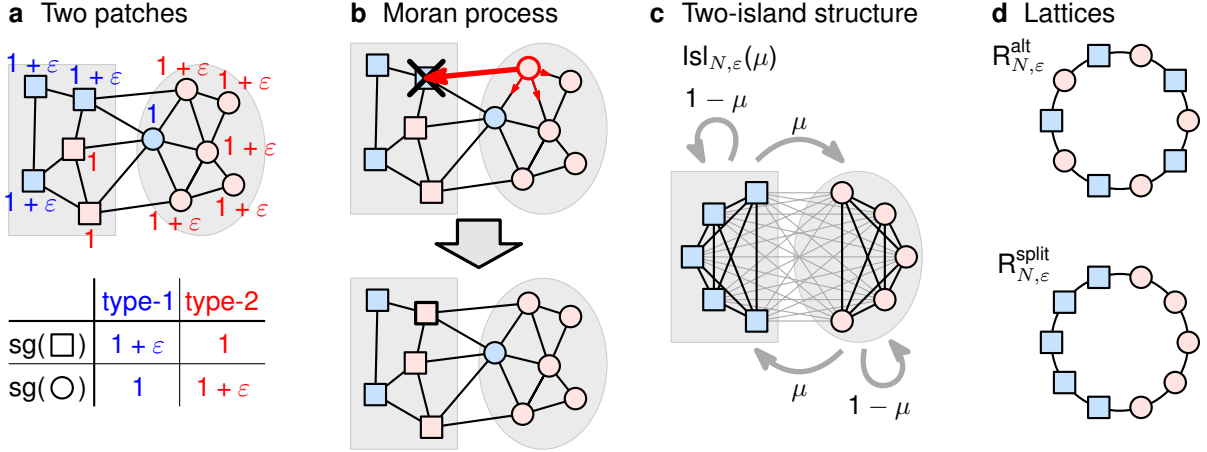 a Two patches
1 + ε
1 + ε
1 + ε
1 + ε
1
1
1 + ε
1 + ε
1 + ε
1
1 + ε
1 + ε
type-1 type-2
sg(□) 1 + ε 1
sg(○) 1 1 + ε
b Moran process
c Two-island structure
Isl_{N,ε}(μ)
1 − μ
μ
μ
1 − μ
d Lattices
R^{alt}_{N,ε}
R^{split}_{N,ε}